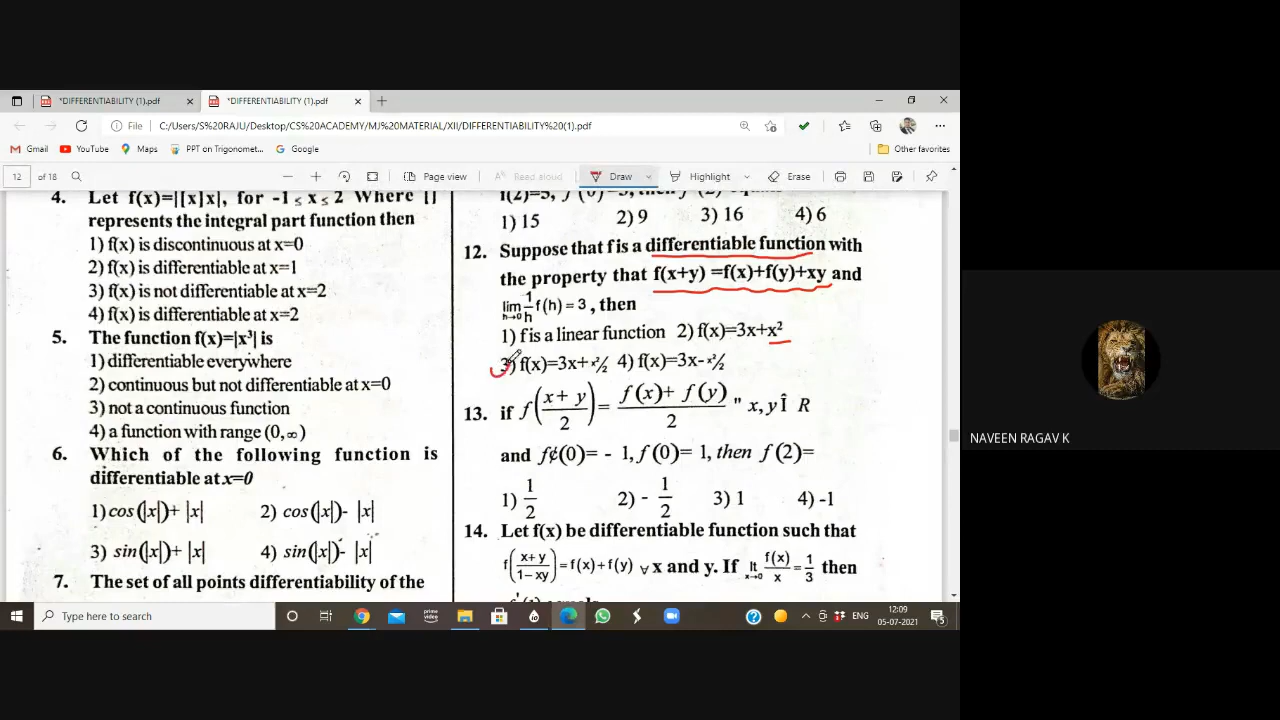 *DIFFERENTIABILITY (1).pdf
*DIFFERENTIABILITY (1).pdf
File
C:/Users/S%20RAJU/Desktop/CS%20ACADEMY/MJ%20MATERIAL/XII/DIFFERENTIABILITY%20(1).pdf
Gmail YouTube Maps PPT on Trigonomet... Google Other favorites
12 of 18 Page view Read aloud Draw Highlight Erase
4. Let f(x)=|[x]x|, for -1 ≤ x ≤ 2 Where []
represents the integral part function then
1) f(x) is discontinuous at x=0
2) f(x) is differentiable at x=1
3) f(x) is not differentiable at x=2
4) f(x) is differentiable at x=2
5. The function f(x)=|x³| is
1) differentiable everywhere
2) continuous but not differentiable at x=0
3) not a continuous function
4) a function with range (0,∞)
6. Which of the following function is
differentiable at x=0
1) cos(|x|)+ |x| 2) cos(|x|)- |x|
3) sin(|x|)+ |x| 4) sin(|x|)- |x|
7. The set of all points differentiability of the
1) 15 2) 9 3) 16 4) 6
12. Suppose that f is a differentiable function with
the property that f(x+y) =f(x)+f(y)+xy and
lim h→0 1/h f(h) = 3, then
1) f is a linear function 2) f(x)=3x+x²
3) f(x)=3x+x²/2 4) f(x)=3x-x²/2
13. if f((x+y)/2) = (f(x)+ f(y))/2 " x,yÎ R
and f¢(0)= - 1, f(0)= 1, then f(2)=
1) 1/2 2) - 1/2 3) 1 4) -1
14. Let f(x) be differentiable function such that
f((x+y)/(1-xy)) = f(x)+f(y) ∀ x and y. If lt x→0 f(x)/x = 1/3 then
NAVEEN RAGAV K
Type here to search
prime video
ENG
12:09
05-07-2021
5